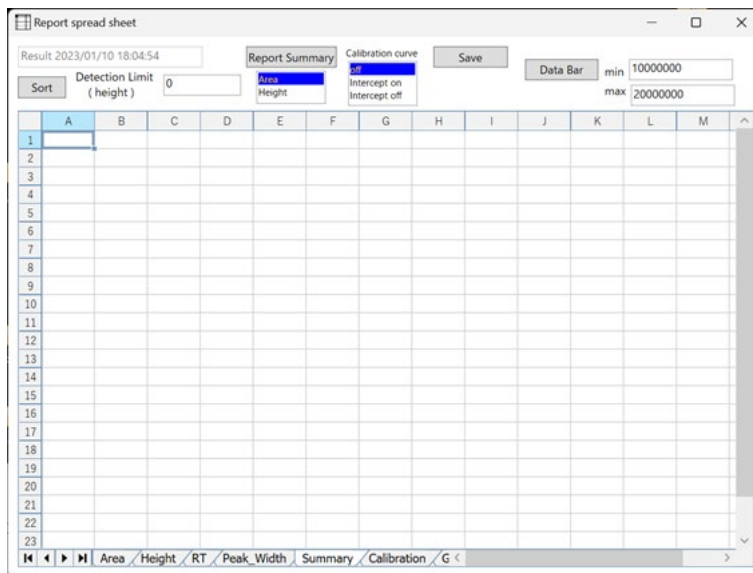 Report spread sheet
Result 2023/01/10 18:04:54
Report Summary
Calibration curve
Save
Data Bar
min 10000000
max 20000000
Sort
Detection Limit
( height )
0
Area
Height
off
Intercept on
Intercept off
A B C D E F G H I J K L M
1
2
3
4
5
6
7
8
9
10
11
12
13
14
15
16
17
18
19
20
21
22
23
Area Height RT Peak_Width Summary Calibration G